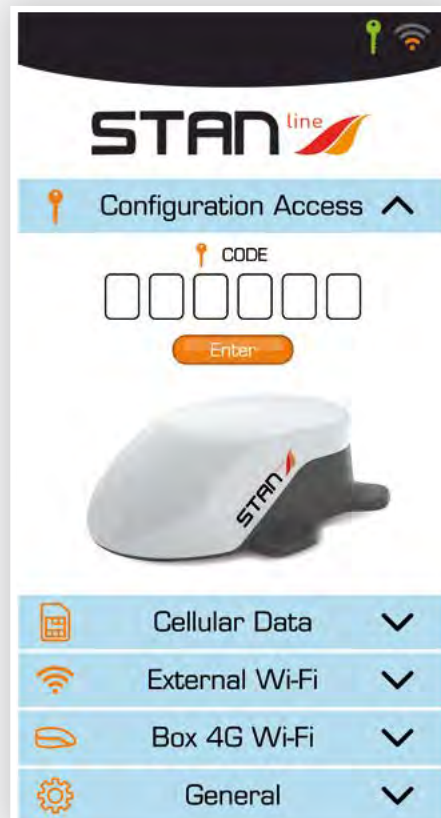 STAN line
Configuration Access
CODE
Enter
STAN
Cellular Data
External Wi-Fi
Box 4G Wi-Fi
General